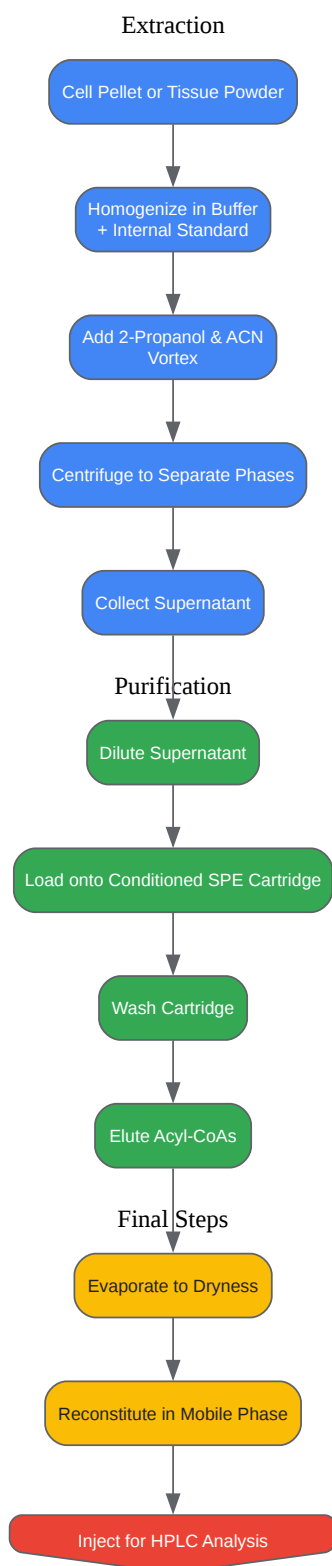 Extraction
Cell Pellet or Tissue Powder
Homogenize in Buffer
+ Internal Standard
Add 2-Propanol & ACN
Vortex
Centrifuge to Separate Phases
Collect Supernatant
Purification
Dilute Supernatant
Load onto Conditioned SPE Cartridge
Wash Cartridge
Elute Acyl-CoAs
Final Steps
Evaporate to Dryness
Reconstitute in Mobile Phase
Inject for HPLC Analysis